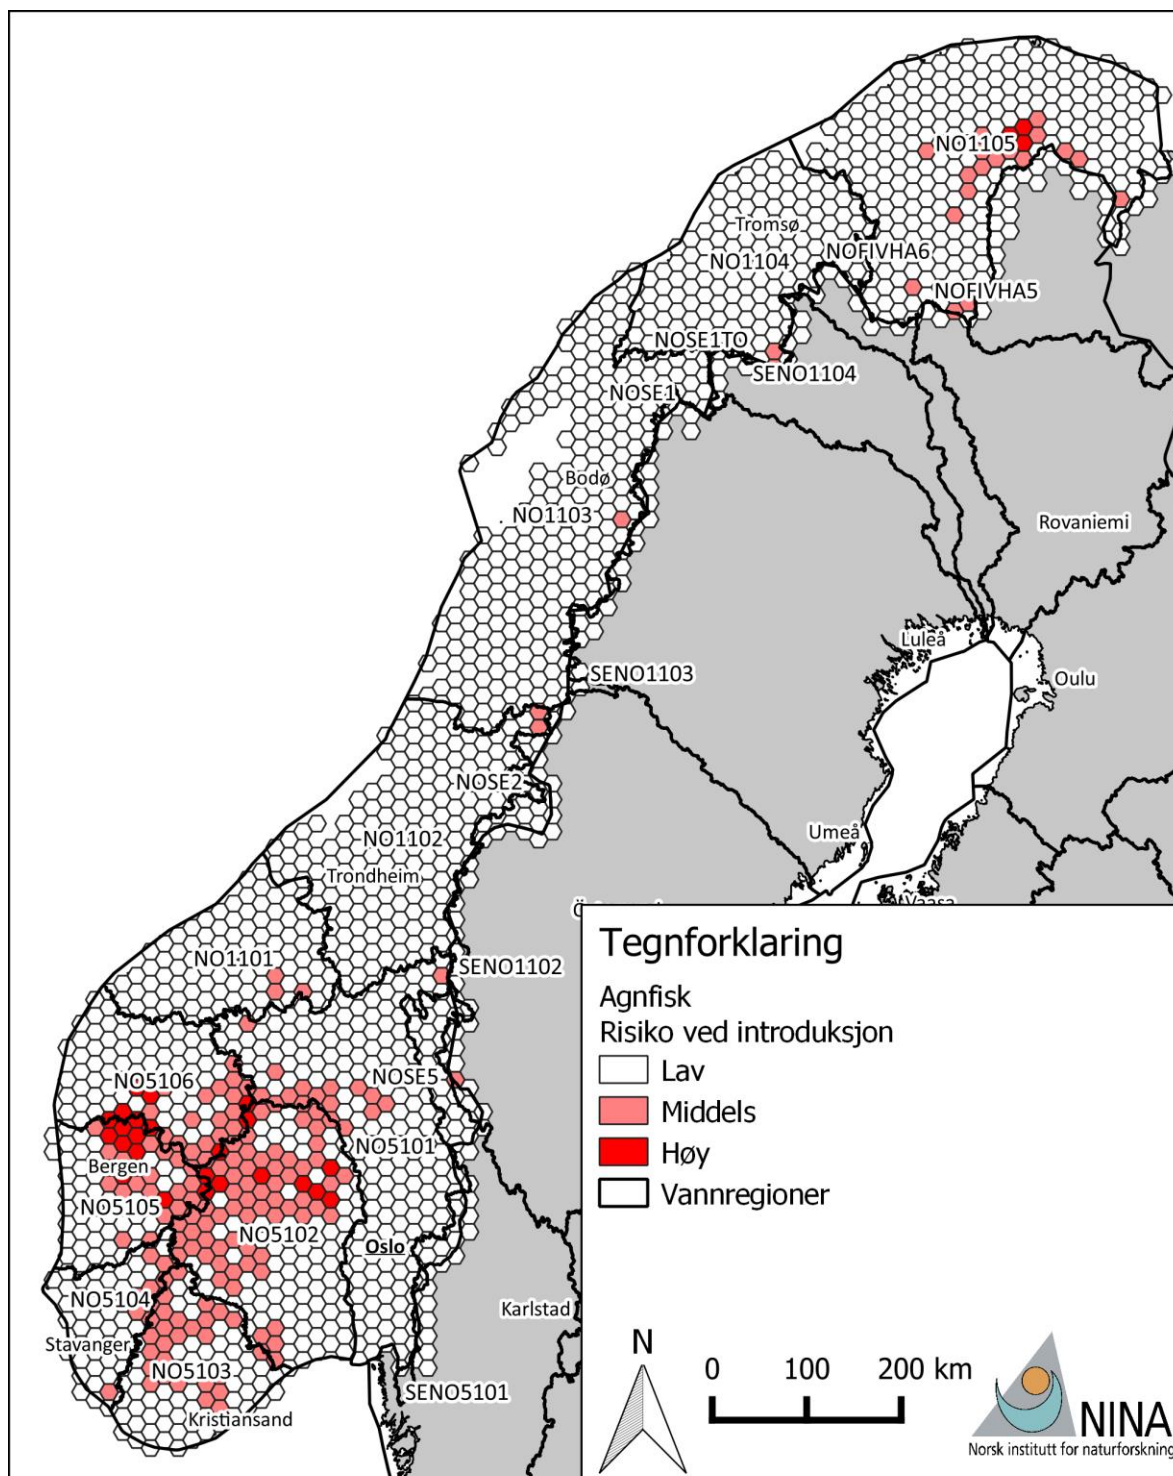 NO1105
Tromsø
NOFIVHA6
NO1104
NOFIVHA5
NOSE1TO
SENO1104
NOSE1
Bodø
NO1103
Rovaniemi
Luleå
SENO1103
Oulu
NOSE2
Umeå
NO1102
Trondheim
Vaasa
NO1101
SENO1102
NO5106
NOSE5
NO5101
Bergen
NO5105
NO5102
Oslo
NO5104
Karlstad
Stavanger
NO5103
SENO5101
Kristiansand
Tegnforklaring
Agnfisk
Risiko ved introduksjon
Lav
Middels
Høy
Vannregioner
N
0 100 200 km
NINA
Norsk institutt for naturforskning